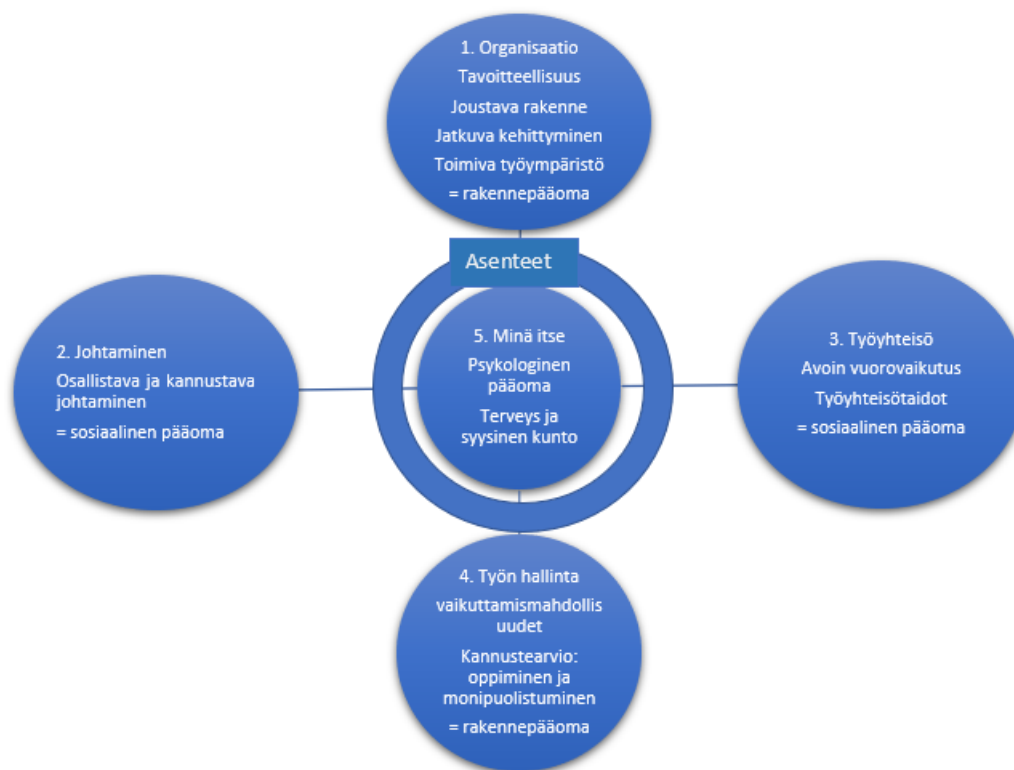 1. Organisaatio
Tavoitteellisuus
Joustava rakenne
Jatkuva kehittyminen
Toimiva työympäristö
= rakennepääoma
Asenteet
2. Johtaminen
Osallistava ja kannustava
johtaminen
= sosiaalinen pääoma
5. Minä itse
Psykologinen
pääoma
Terveys ja
syysinen kunto
3. Työyhteisö
Avoin vuorovaikutus
Työyhteisötaidot
= sosiaalinen pääoma
4. Työn hallinta
vaikuttamismahdollis
uudet
Kannustearvio:
oppiminen ja
monipuolistuminen
= rakennepääoma